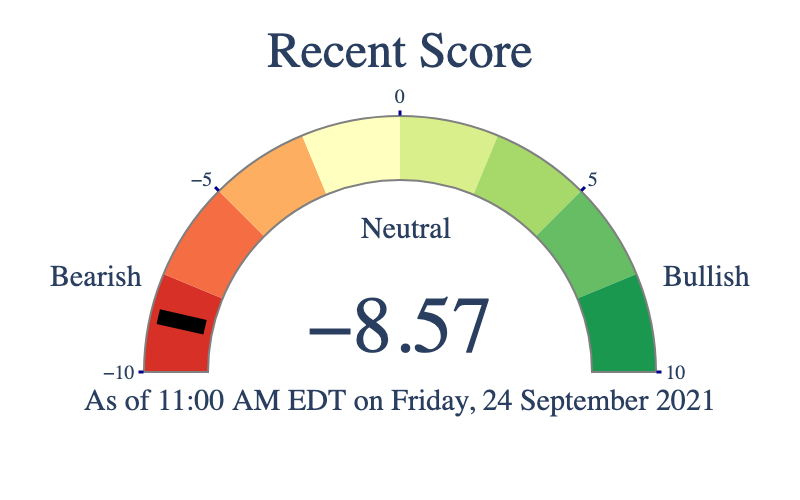 Recent Score
0
−5
5
Neutral
Bearish
Bullish
−8.57
−10
10
As of 11:00 AM EDT on Friday, 24 September 2021